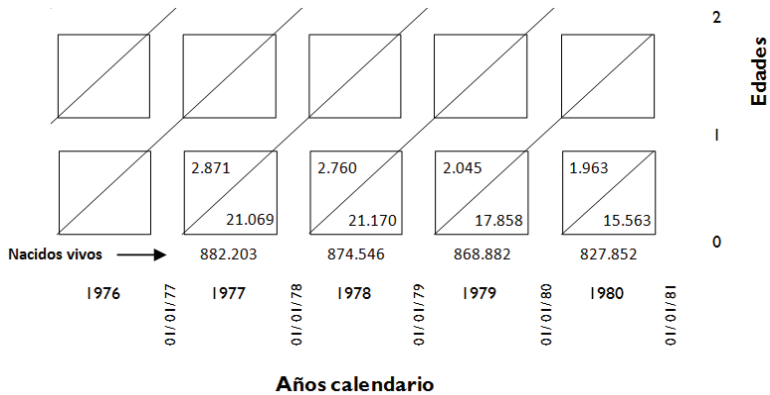 2
Edades
1
2.871 2.760 2.045 1.963
21.069 21.170 17.858 15.563
0
Nacidos vivos 882.203 874.546 868.882 827.852
1976 01/01/77 1977 01/01/78 1978 01/01/79 1979 01/01/80 1980 01/01/81
Años calendario